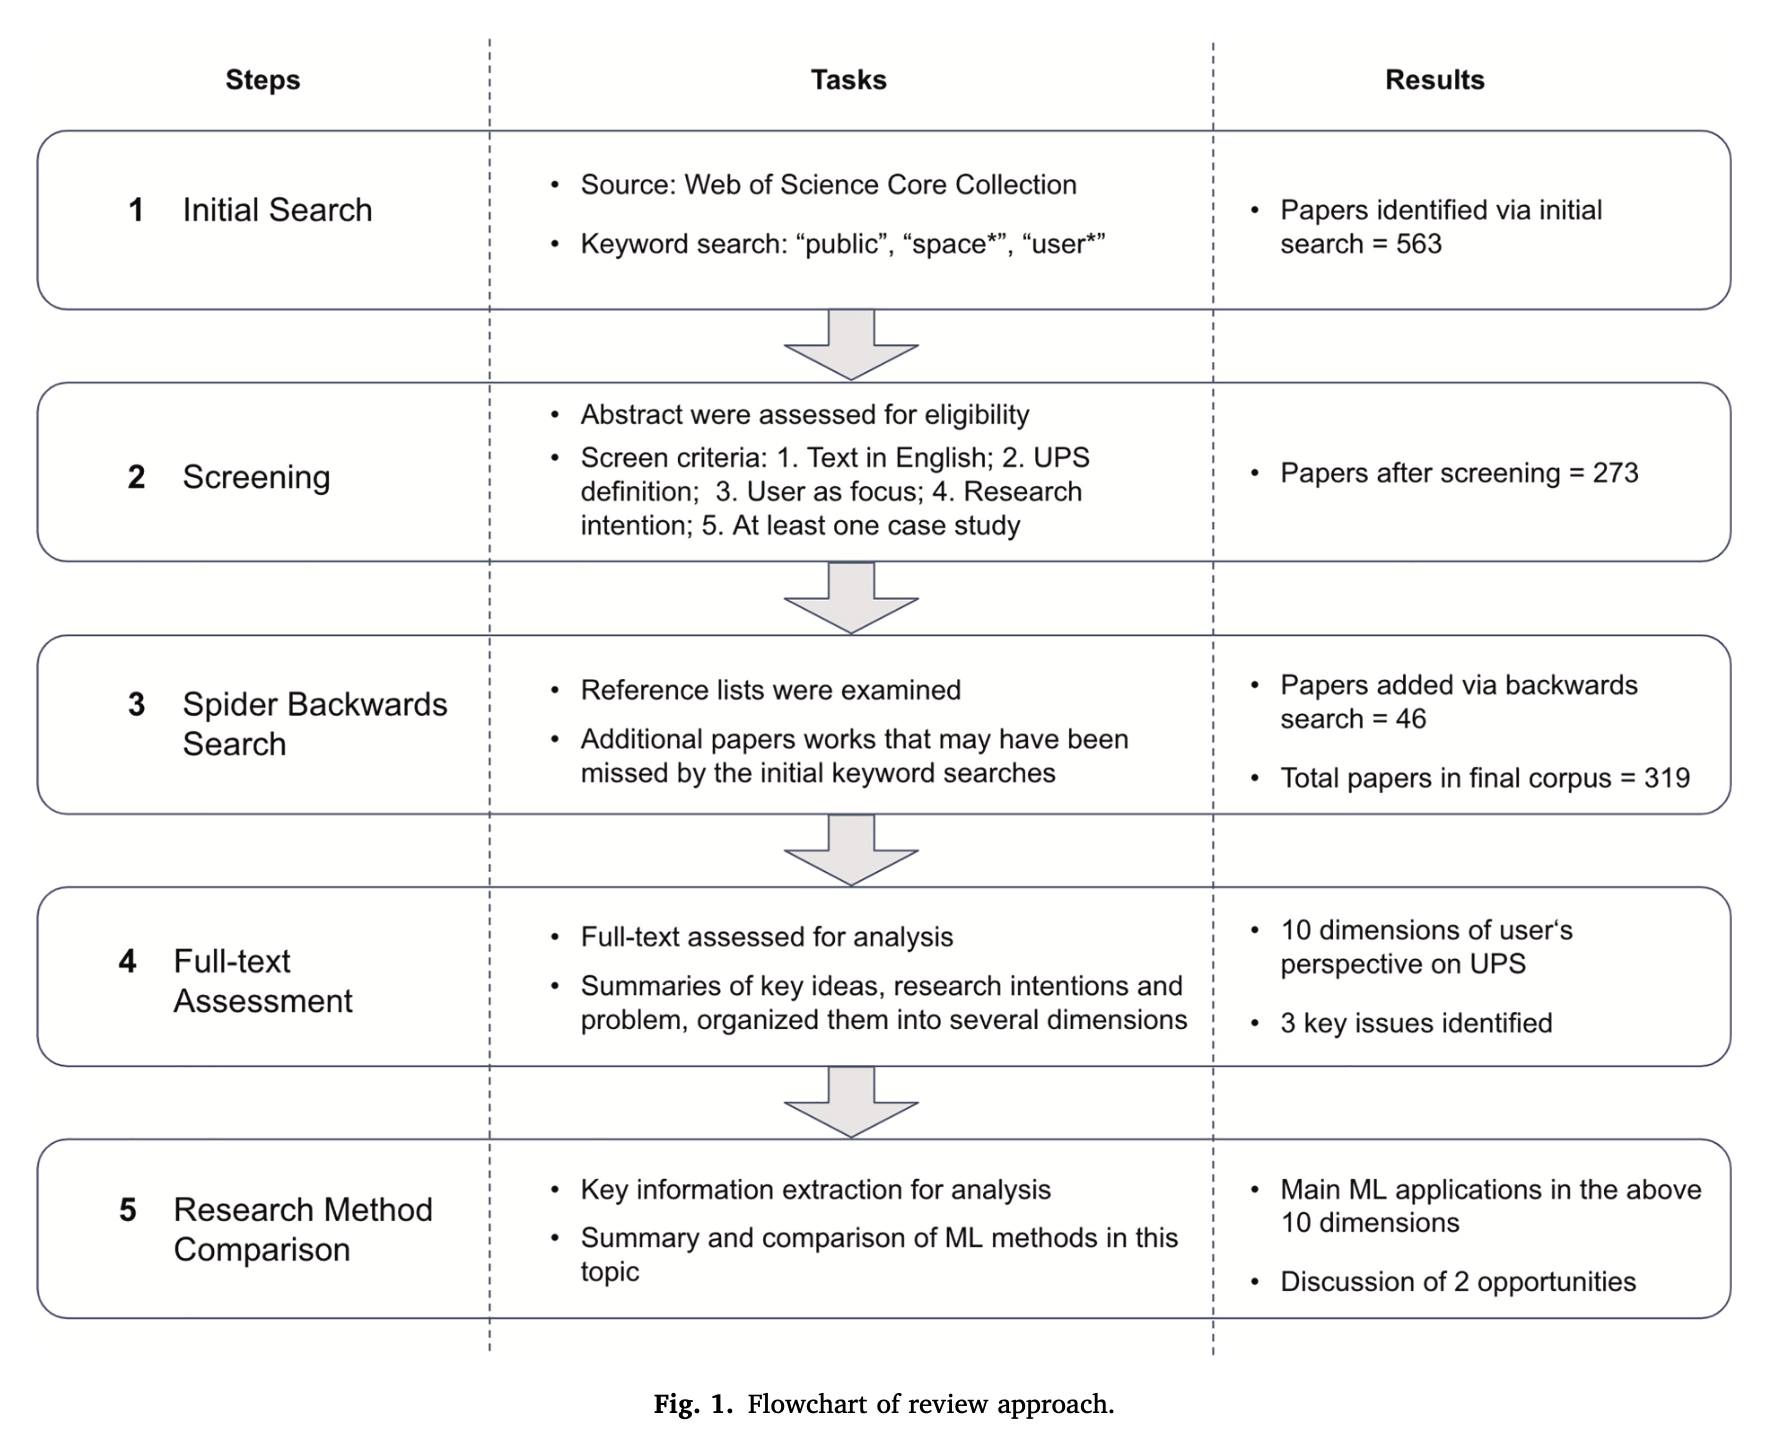 Steps
Tasks
Results
1 Initial Search
• Source: Web of Science Core Collection
• Keyword search: “public”, “space*”, “user*”
• Papers identified via initial
search = 563
2 Screening
• Abstract were assessed for eligibility
• Screen criteria: 1. Text in English; 2. UPS
definition; 3. User as focus; 4. Research
intention; 5. At least one case study
• Papers after screening = 273
3 Spider Backwards
Search
• Reference lists were examined
• Additional papers works that may have been
missed by the initial keyword searches
• Papers added via backwards
search = 46
• Total papers in final corpus = 319
4 Full-text
Assessment
• Full-text assessed for analysis
• Summaries of key ideas, research intentions and
problem, organized them into several dimensions
• 10 dimensions of user‘s
perspective on UPS
• 3 key issues identified
5 Research Method
Comparison
• Key information extraction for analysis
• Summary and comparison of ML methods in this
topic
• Main ML applications in the above
10 dimensions
• Discussion of 2 opportunities
Fig. 1. Flowchart of review approach.